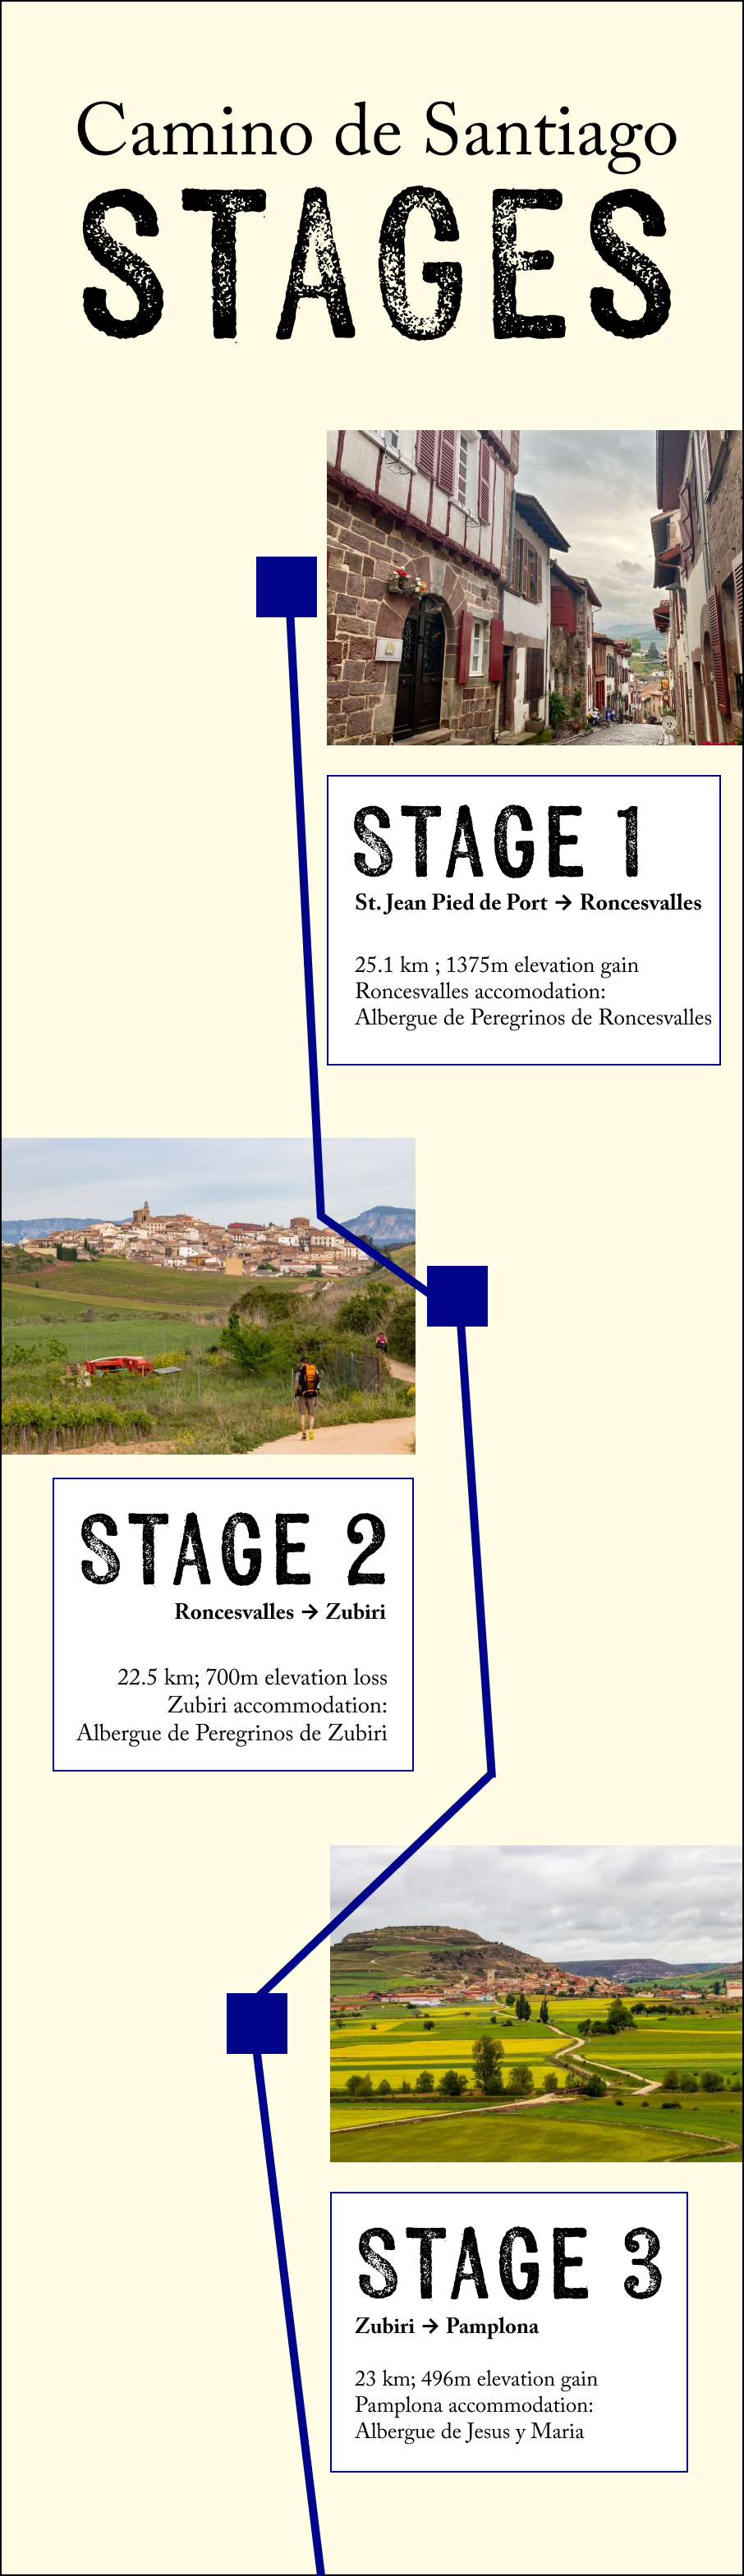 Camino de Santiago
STAGES
STAGE 1
St. Jean Pied de Port → Roncesvalles
25.1 km ; 1375m elevation gain
Roncesvalles accomodation:
Albergue de Peregrinos de Roncesvalles
STAGE 2
Roncesvalles → Zubiri
22.5 km; 700m elevation loss
Zubiri accommodation:
Albergue de Peregrinos de Zubiri
STAGE 3
Zubiri → Pamplona
23 km; 496m elevation gain
Pamplona accommodation:
Albergue de Jesus y Maria